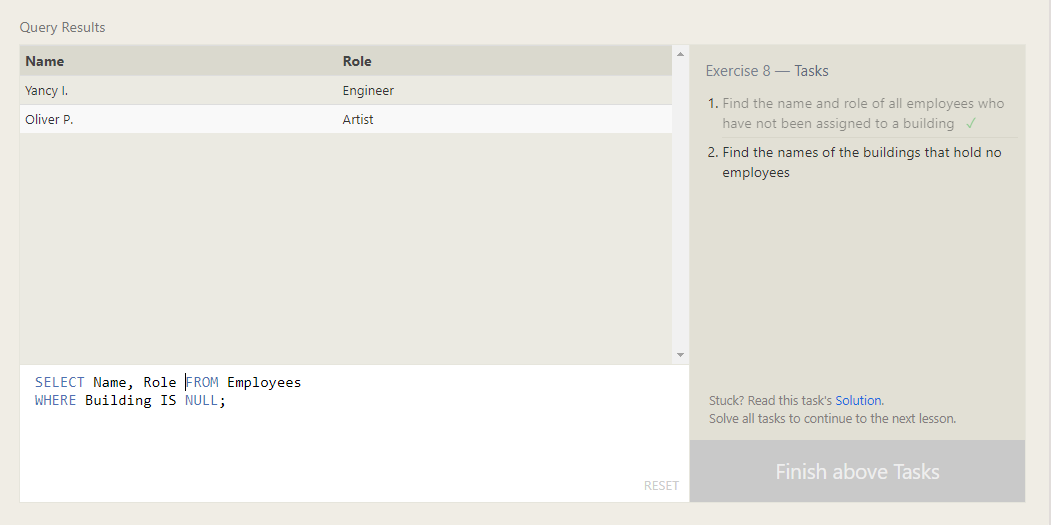 Query Results
Name Role
Yancy I. Engineer
Oliver P. Artist
SELECT Name, Role FROM Employees
WHERE Building IS NULL;
RESET
Exercise 8 — Tasks
1. Find the name and role of all employees who
have not been assigned to a building ✓
2. Find the names of the buildings that hold no
employees
Stuck? Read this task's Solution.
Solve all tasks to continue to the next lesson.
Finish above Tasks